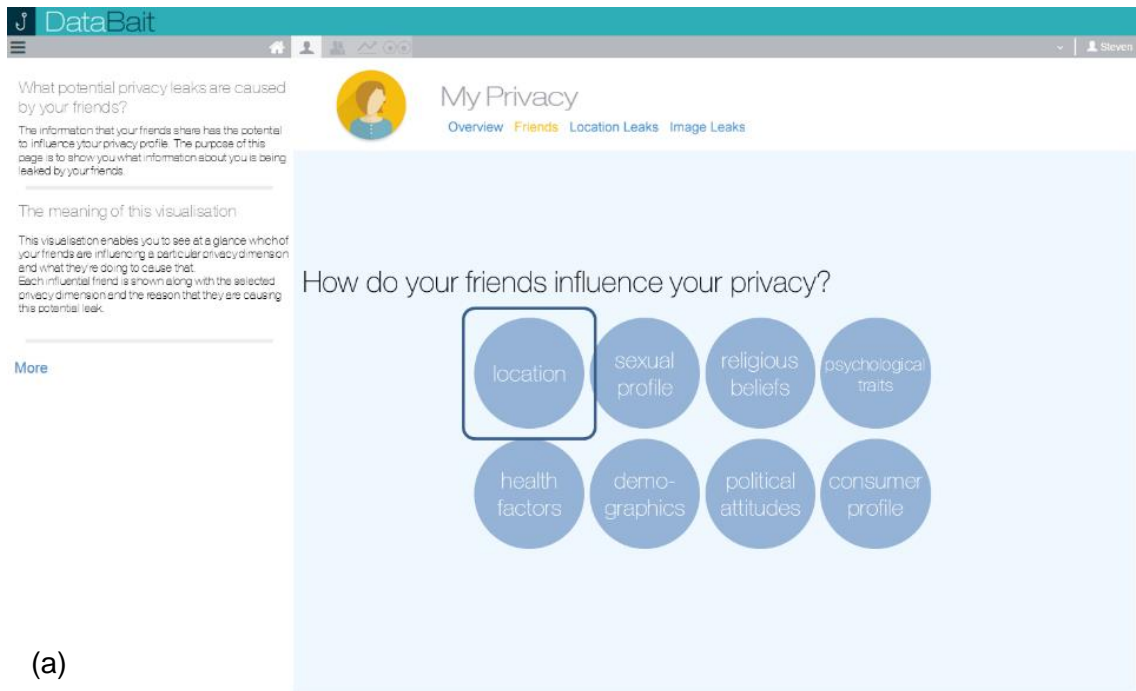 DataBait
Steven
What potential privacy leaks are caused
by your friends?
The information that your friends share has the potential
to influence ytour privacy profile. The purpose of this
page is to show you what information about you is being
leaked by your friends.
The meaning of this visualisation
This visualisation enables you to see at a glance which of
your friends are influencing a particular privacy dimension
and what they're doing to cause that.
Each influential friend is shown along with the selected
privacy dimension and the reason that they are causing
this potential leak.
More
My Privacy
Overview Friends Location Leaks Image Leaks
How do your friends influence your privacy?
location
sexual
profile
religious
beliefs
psychological
traits
health
factors
demo-
graphics
political
attitudes
consumer
profile
(a)